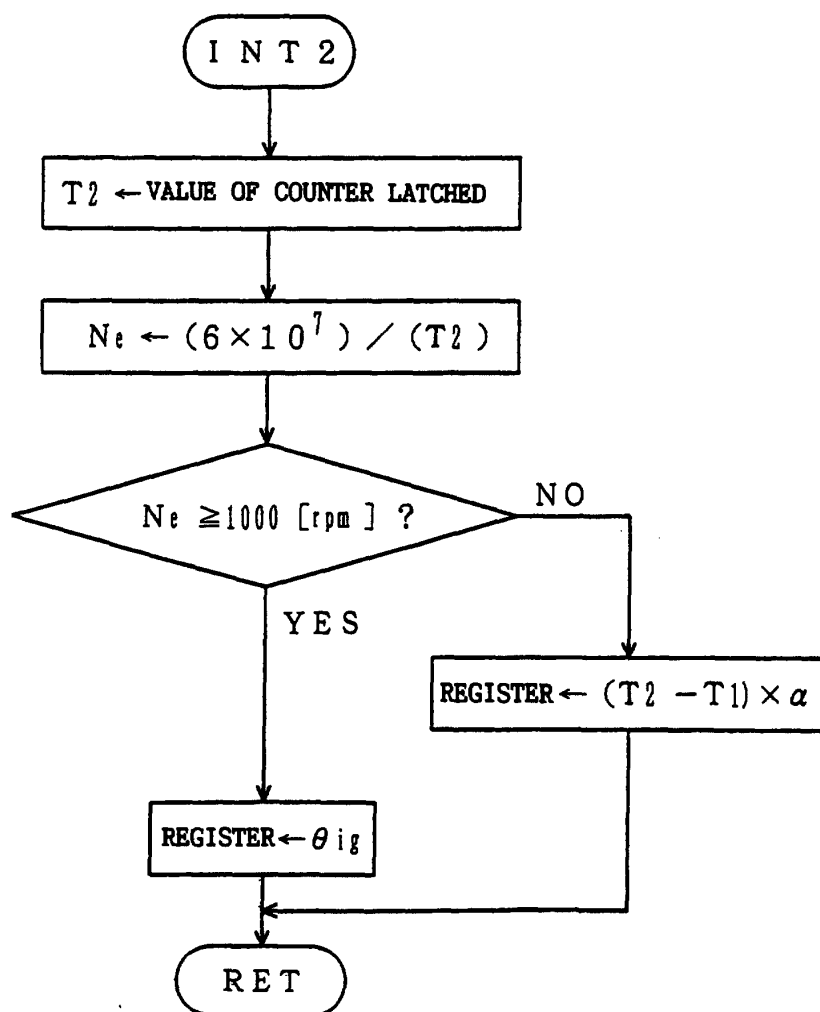 INT2
T2 ← VALUE OF COUNTER LATCHED
Ne ← (6×10⁷) / (T2)
Ne ≧1000 [rpm] ?
NO
YES
REGISTER ← (T2 −T1) × α
REGISTER ← θig
RET